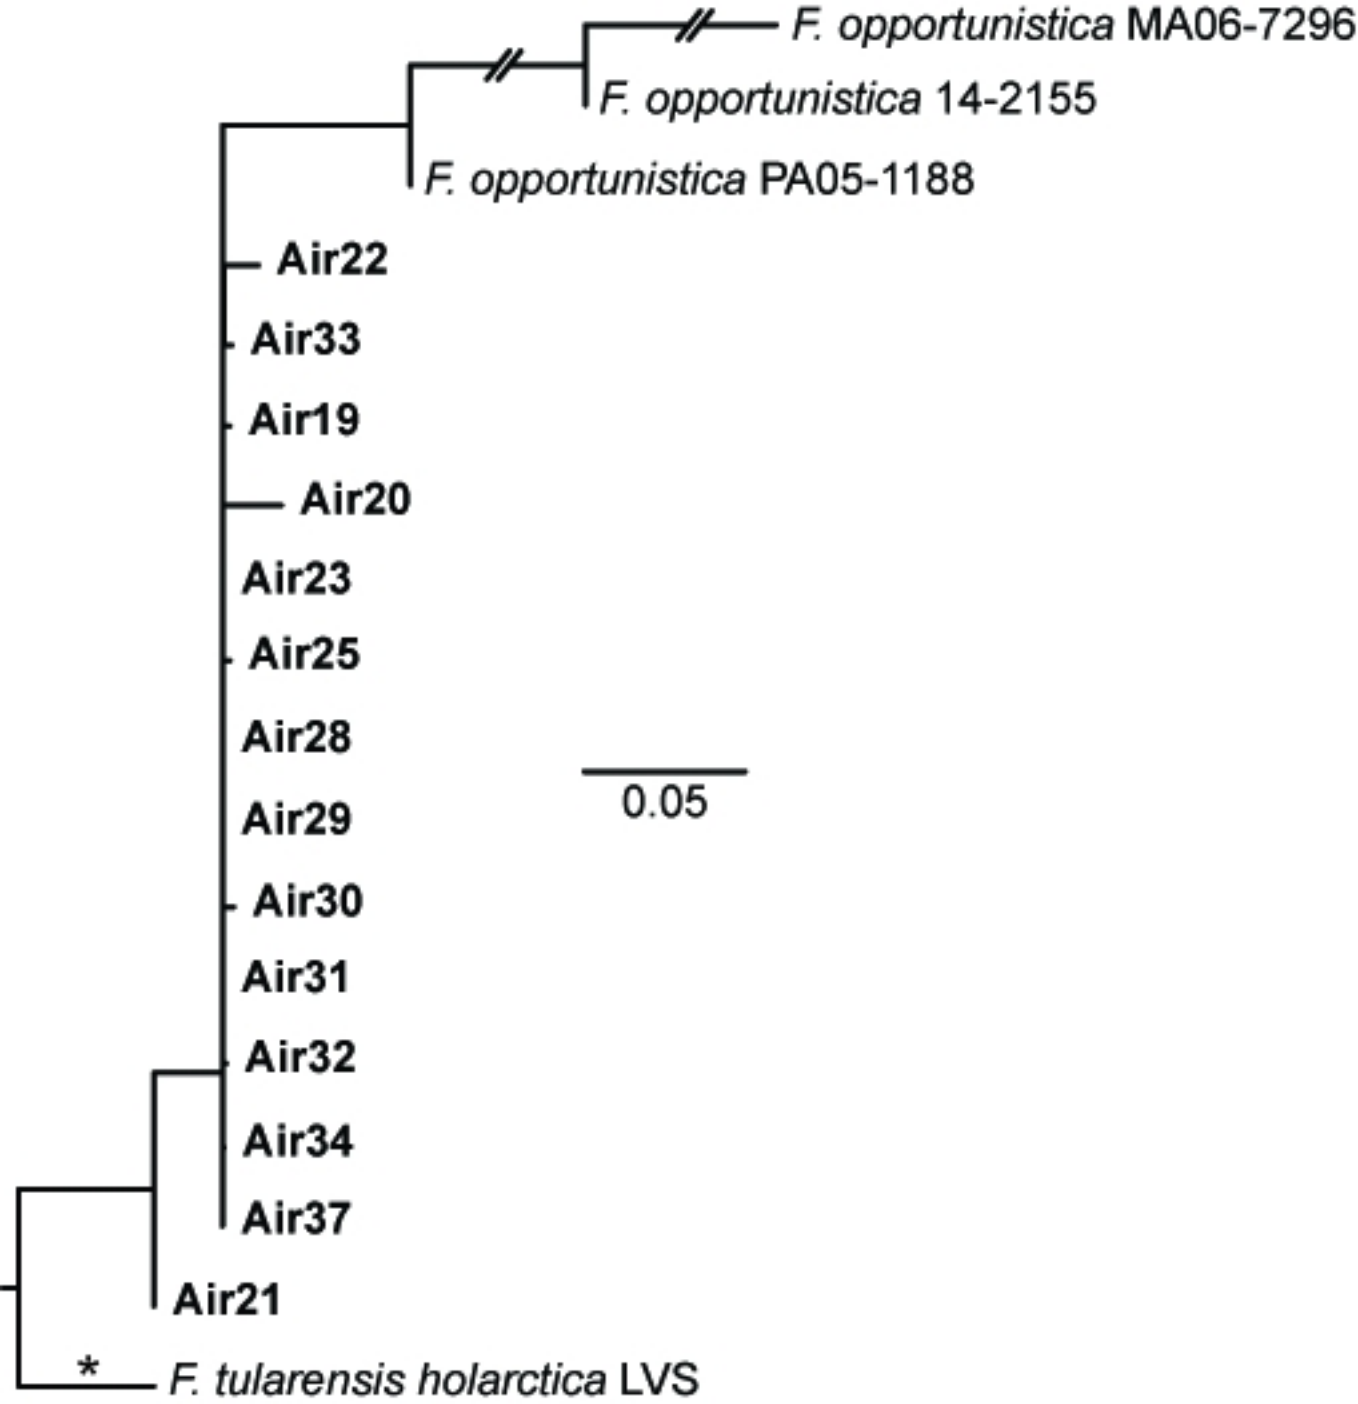 F. opportunistica MA06-7296
F. opportunistica 14-2155
F. opportunistica PA05-1188
Air22
Air33
Air19
Air20
Air23
Air25
Air28
0.05
Air29
Air30
Air31
Air32
Air34
Air37
Air21
* F. tularensis holarctica LVS